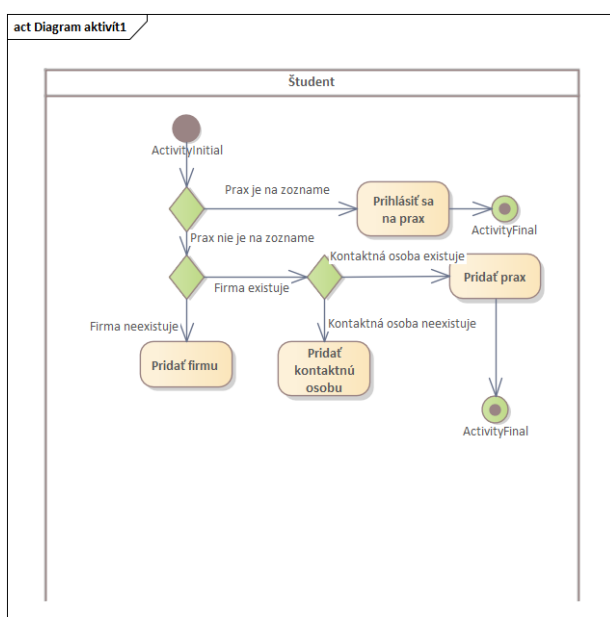 act Diagram aktivít1
Študent
ActivityInitial
Prax je na zozname
Prihlásiť sa
na prax
ActivityFinal
Prax nie je na zozname
Kontaktná osoba existuje
Firma existuje
Pridať prax
Firma neexistuje
Kontaktná osoba neexistuje
Pridať firmu
Pridať
kontaktnú
osobu
ActivityFinal